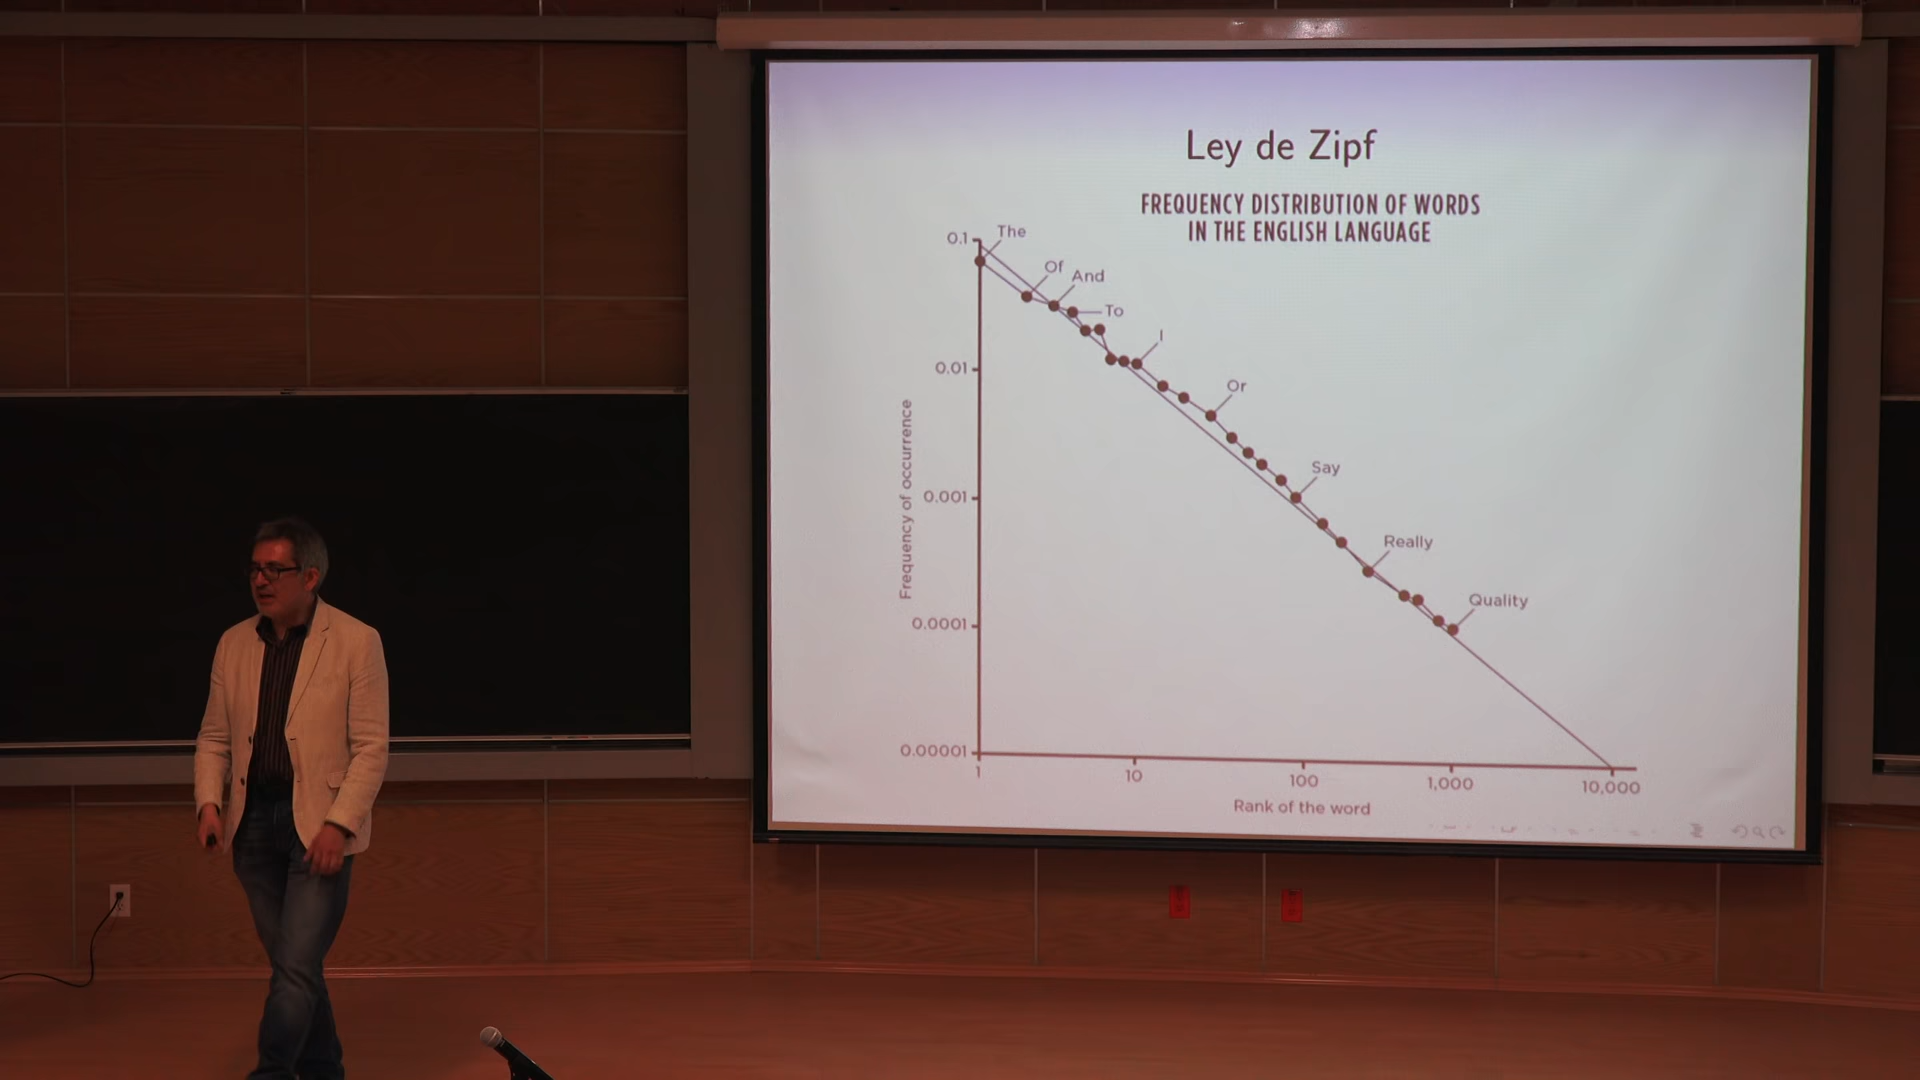 Ley de Zipf
FREQUENCY DISTRIBUTION OF WORDS
IN THE ENGLISH LANGUAGE
0.1
The
Of
And
To
I
0.01
Or
Frequency of occurrence
Say
0.001
Really
Quality
0.0001
0.00001
1
10
100
1,000
10,000
Rank of the word